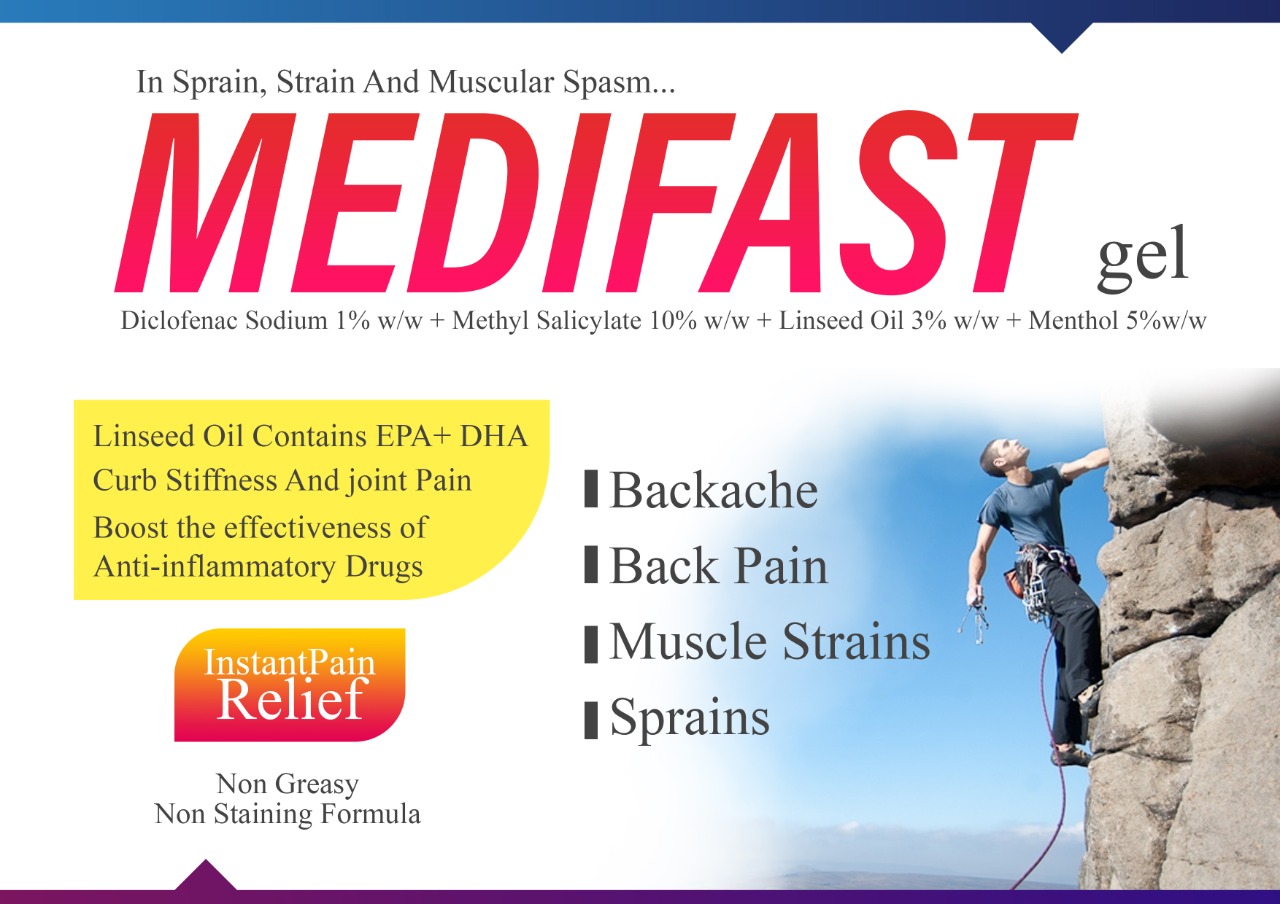 In Sprain, Strain And Muscular Spasm...
MEDIFAST gel
Diclofenac Sodium 1% w/w + Methyl Salicylate 10% w/w + Linseed Oil 3% w/w + Menthol 5%w/w
Linseed Oil Contains EPA+ DHA
Curb Stiffness And joint Pain
Boost the effectiveness of
Anti-inflammatory Drugs
InstantPain
Relief
Non Greasy
Non Staining Formula
Backache
Back Pain
Muscle Strains
Sprains